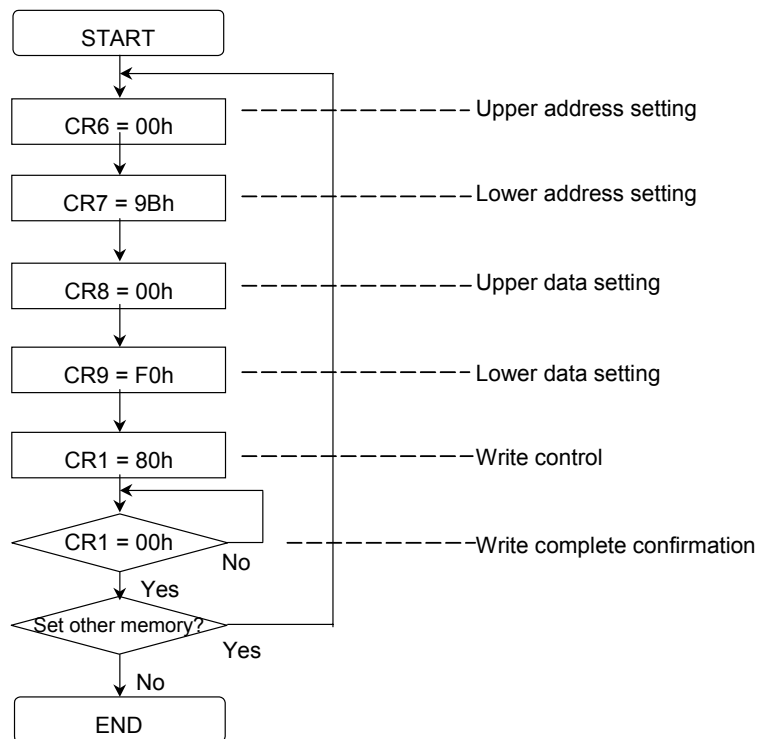 START
CR6 = 00h
Upper address setting
CR7 = 9Bh
Lower address setting
CR8 = 00h
Upper data setting
CR9 = F0h
Lower data setting
CR1 = 80h
Write control
CR1 = 00h
No
Write complete confirmation
Yes
Set other memory?
Yes
No
END